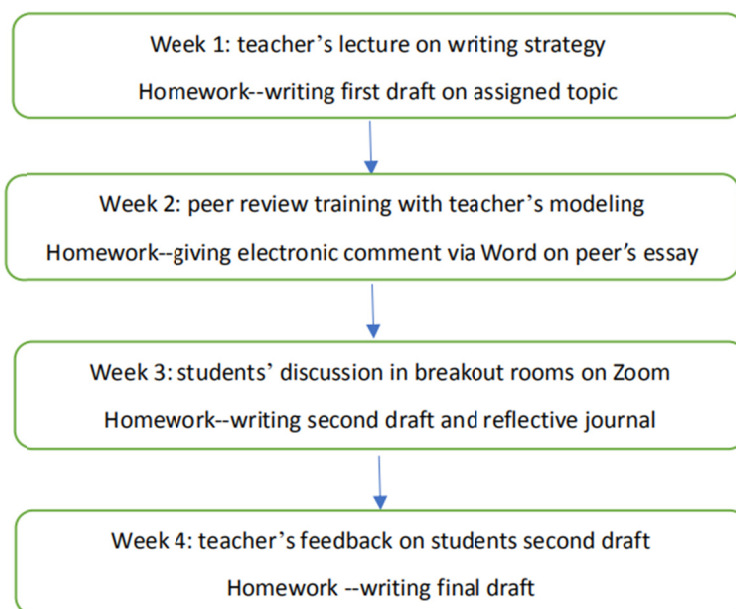 Week 1: teacher’s lecture on writing strategy
Homework--writing first draft on assigned topic
Week 2: peer review training with teacher’s modeling
Homework--giving electronic comment via Word on peer’s essay
Week 3: students’ discussion in breakout rooms on Zoom
Homework--writing second draft and reflective journal
Week 4: teacher’s feedback on students second draft
Homework --writing final draft